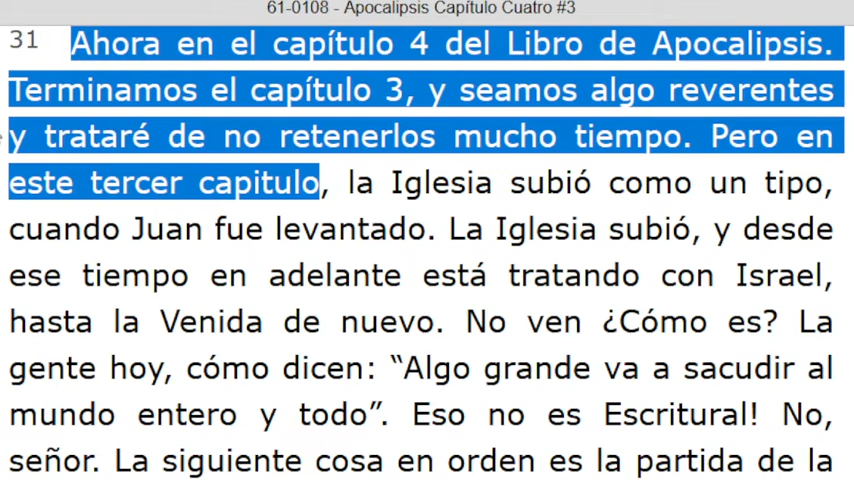 61-0108 - Apocalipsis Capítulo Cuatro #3
31 Ahora en el capítulo 4 del Libro de Apocalipsis.
Terminamos el capítulo 3, y seamos algo reverentes
y trataré de no retenerlos mucho tiempo. Pero en
este tercer capitulo, la Iglesia subió como un tipo,
cuando Juan fue levantado. La Iglesia subió, y desde
ese tiempo en adelante está tratando con Israel,
hasta la Venida de nuevo. No ven ¿Cómo es? La
gente hoy, cómo dicen: “Algo grande va a sacudir al
mundo entero y todo”. Eso no es Escritural! No,
señor. La siguiente cosa en orden es la partida de la